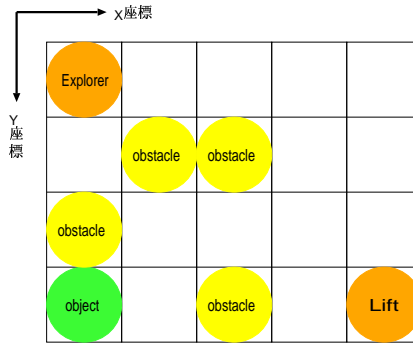 X座標
Y
座
標
Explorer
obstacle obstacle
obstacle
object obstacle Lift